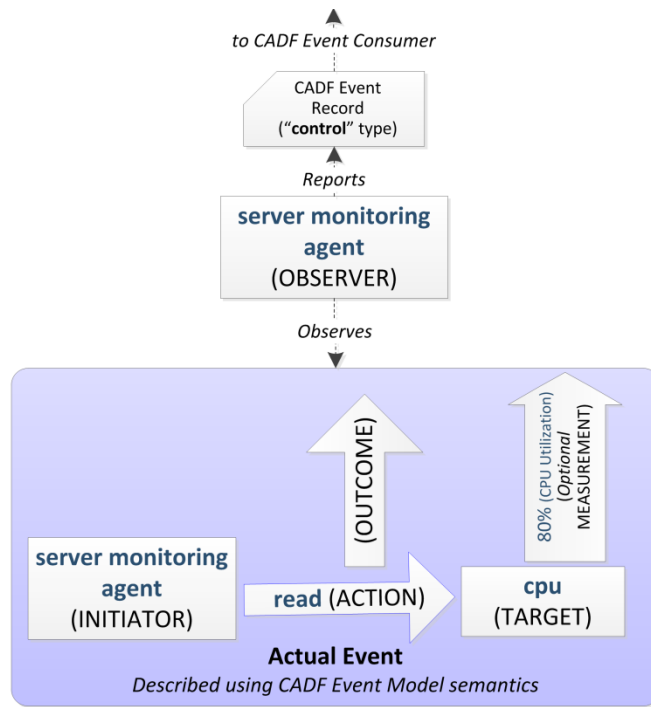 to CADF Event Consumer
CADF Event
Record
(“control” type)
Reports
server monitoring
agent
(OBSERVER)
Observes
(OUTCOME)
80% (CPU Utilization)
(Optional
MEASUREMENT)
server monitoring
agent
(INITIATOR)
read (ACTION)
cpu
(TARGET)
Actual Event
Described using CADF Event Model semantics